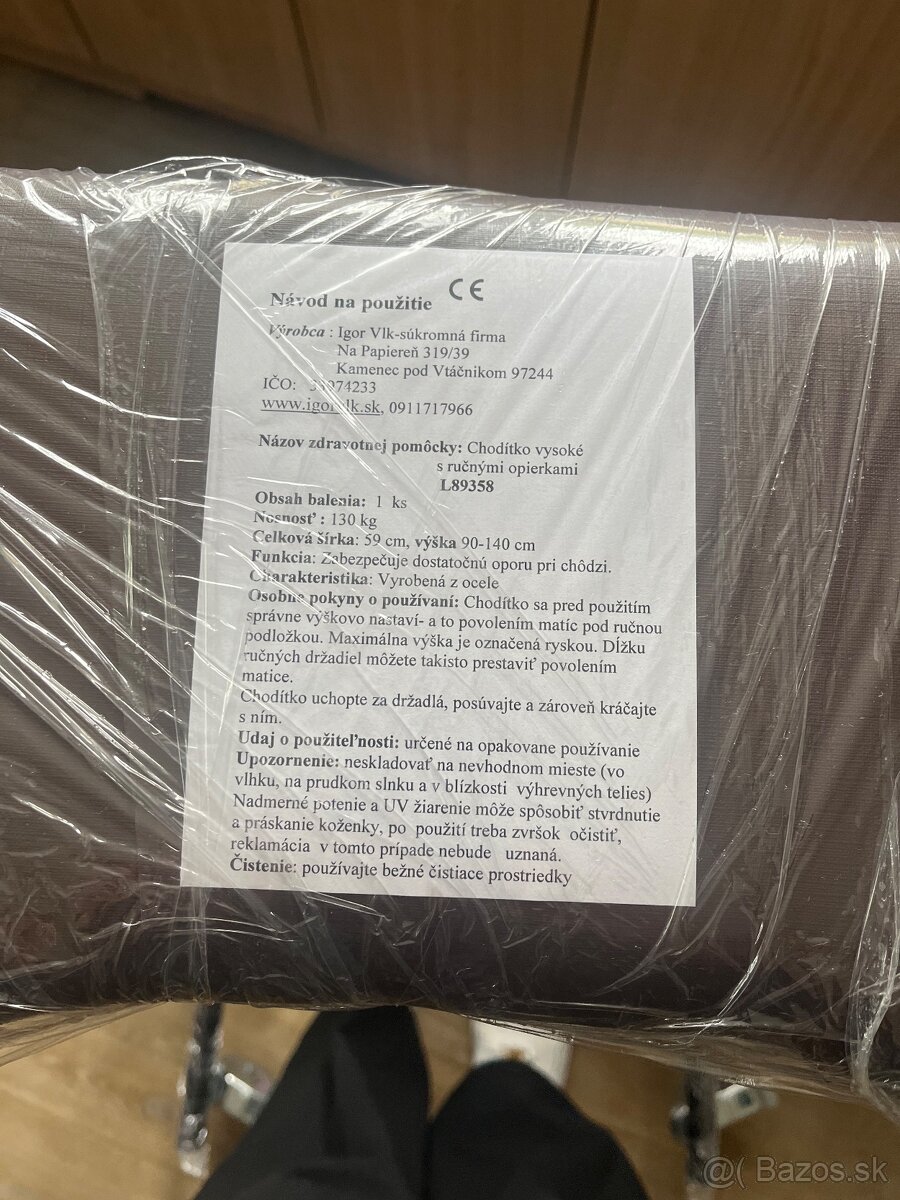 Návod na použitie CE
Výrobca : Igor Vlk-súkromná firma
Na Papiereň 319/39
Kamenec pod Vtáčnikom 97244
IČO:
0911717966
Názov zdravotnej pomôcky: Chodítko vysoké
s ručnými opierkami
L89358
Obsah balenia: 1 ks
Nosnosť : 130 kg
Celková šírka: 59 cm, výška 90-140 cm
Funkcia: Zabezpečuje dostatočnú oporu pri chôdzi.
Charakteristika: Vyrobená z ocele
Osobné pokyny o používaní: Chodítko sa pred použitím
správne výškovo nastaví- a to povolením matíc pod ručnou
podložkou. Maximálna výška je označená ryskou. Dĺžku
ručných držadiel môžete takisto prestaviť povolením
matice.
Chodítko uchopte za držadlá, posúvajte a zároveň kráčajte
s ním.
Udaj o použiteľnosti: určené na opakovane používanie
Upozornenie: neskladovať na nevhodnom mieste (vo
vlhku, na prudkom slnku a v blízkosti výhrevných telies)
Nadmerné potenie a UV žiarenie môže spôsobiť stvrdnutie
a práskanie koženky, po použití treba zvršok očistiť,
reklamácia v tomto prípade nebude uznaná.
Čistenie: používajte bežné čistiace prostriedky
@( Bazos.sk